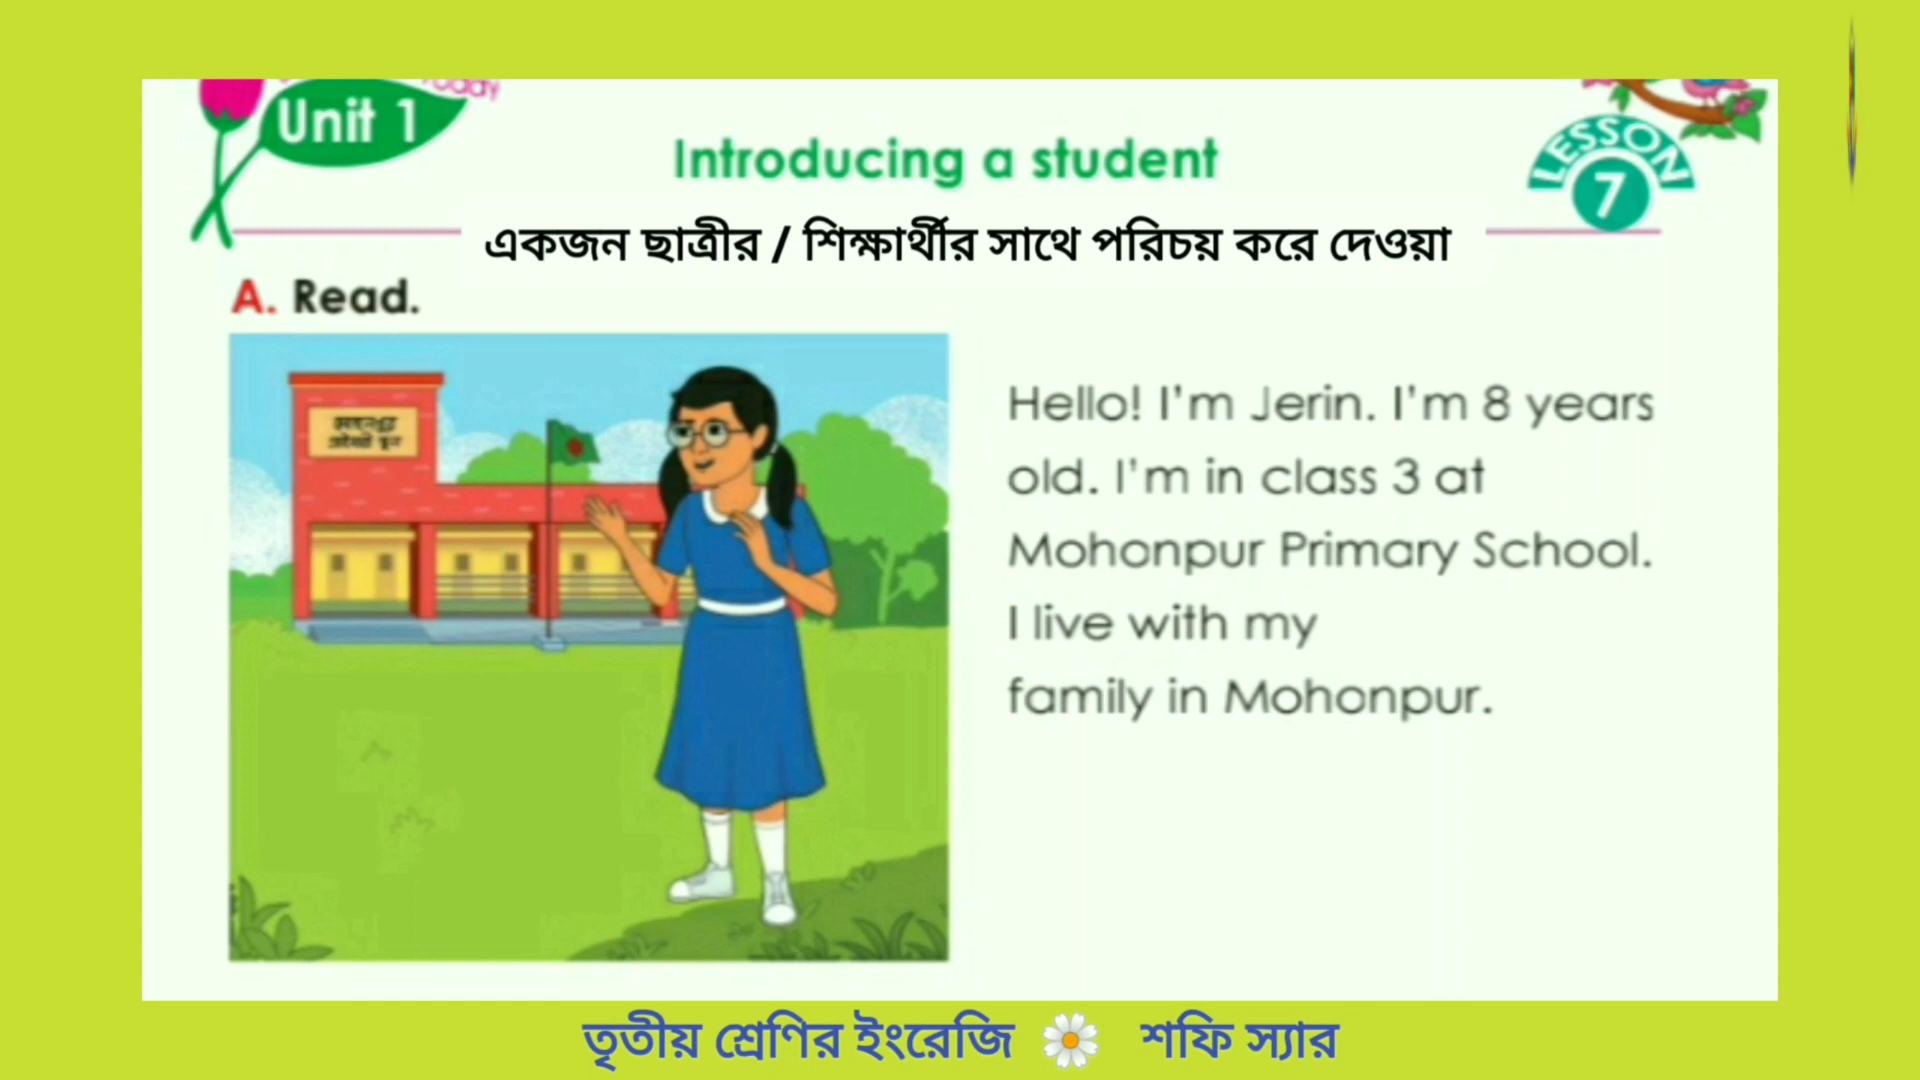 Unit 1
Introducing a student
LESSON
7
একজন ছাত্রীর / শিক্ষার্থীর সাথে পরিচয় করে দেওয়া
A. Read.
Hello! I'm Jerin. I'm 8 years
old. I'm in class 3 at
Mohonpur Primary School.
I live with my
family in Mohonpur.
তৃতীয় শ্রেণির ইংরেজি শফি স্যার